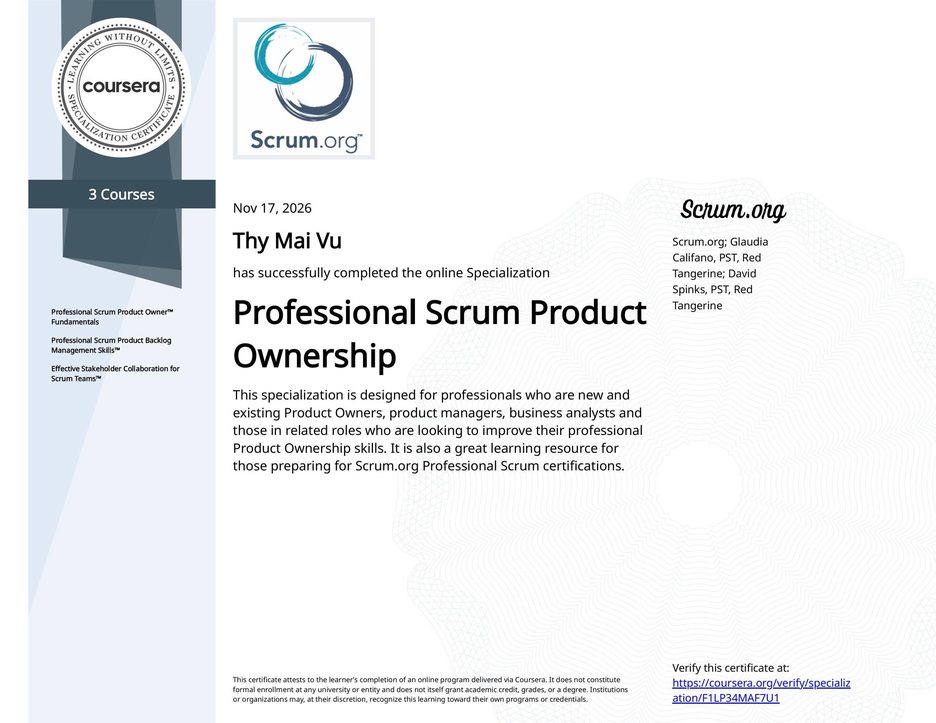 LEARNING WITHOUT LIMITS
coursera
SPECIALIZATION CERTIFICATE
3 Courses
Professional Scrum Product Owner™
Fundamentals
Professional Scrum Product Backlog
Management Skills™
Effective Stakeholder Collaboration for
Scrum Teams™
Scrum.org™
Nov 17, 2026
Thy Mai Vu
has successfully completed the online Specialization
Professional Scrum Product
Ownership
This specialization is designed for professionals who are new and
existing Product Owners, product managers, business analysts and
those in related roles who are looking to improve their professional
Product Ownership skills. It is also a great learning resource for
those preparing for Scrum.org Professional Scrum certifications.
Scrum.org
Scrum.org; Glaudia
Califano, PST, Red
Tangerine; David
Spinks, PST, Red
Tangerine
This certificate attests to the learner's completion of an online program delivered via Coursera. It does not constitute
formal enrollment at any university or entity and does not itself grant academic credit, grades, or a degree. Institutions
or organizations may, at their discretion, recognize this learning toward their own programs or credentials.
Verify this certificate at:
https://coursera.org/verify/specializ
ation/F1LP34MAF7U1